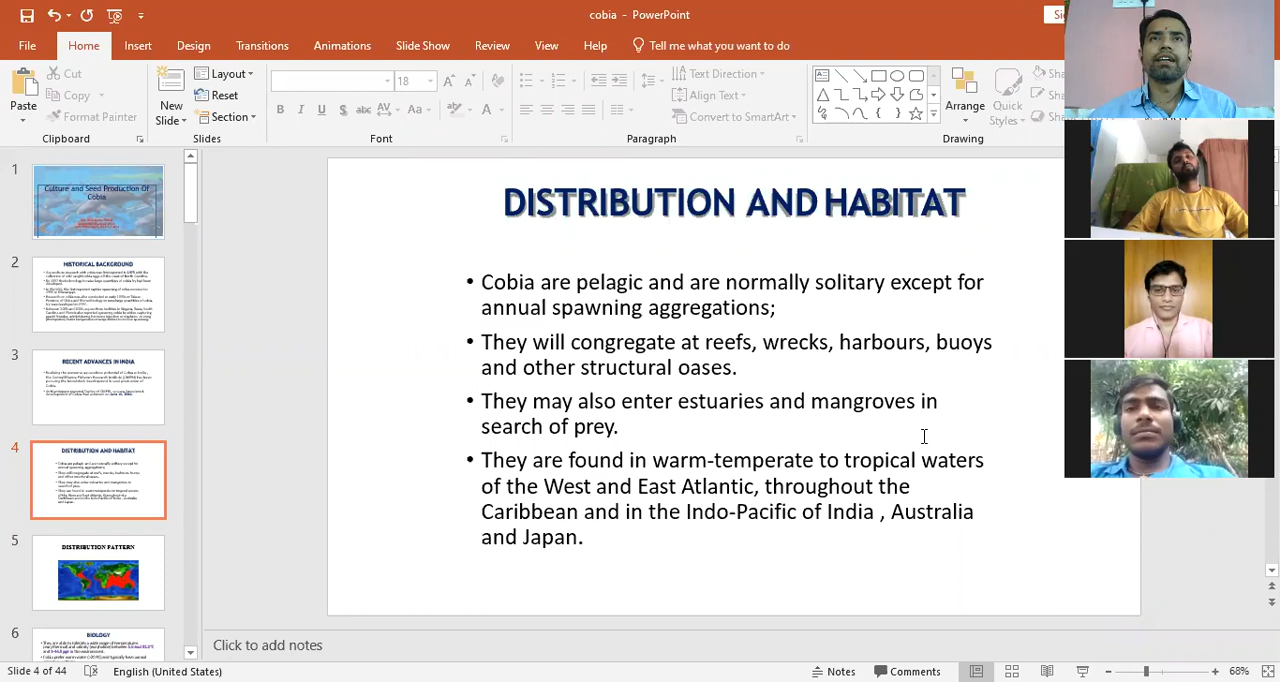 cobia - PowerPoint
File Home Insert Design Transitions Animations Slide Show Review View Help Tell me what you want to do
Paste
Cut
Copy
Format Painter
Clipboard
New Slide
Layout
Reset
Section
Slides
18
Font
Text Direction
Align Text
Convert to SmartArt
Paragraph
Arrange
Quick Styles
Drawing
1
Culture and Seed Production Of
Cobia
2
HISTORICAL BACKGROUND
3
RECENT ADVANCES IN INDIA
4
DISTRIBUTION AND HABITAT
5
DISTRIBUTION PATTERN
6
BIOLOGY
DISTRIBUTION AND HABITAT
• Cobia are pelagic and are normally solitary except for
annual spawning aggregations;
• They will congregate at reefs, wrecks, harbours, buoys
and other structural oases.
• They may also enter estuaries and mangroves in
search of prey.
• They are found in warm-temperate to tropical waters
of the West and East Atlantic, throughout the
Caribbean and in the Indo-Pacific of India , Australia
and Japan.
Click to add notes
Slide 4 of 44 English (United States) Notes Comments 68%